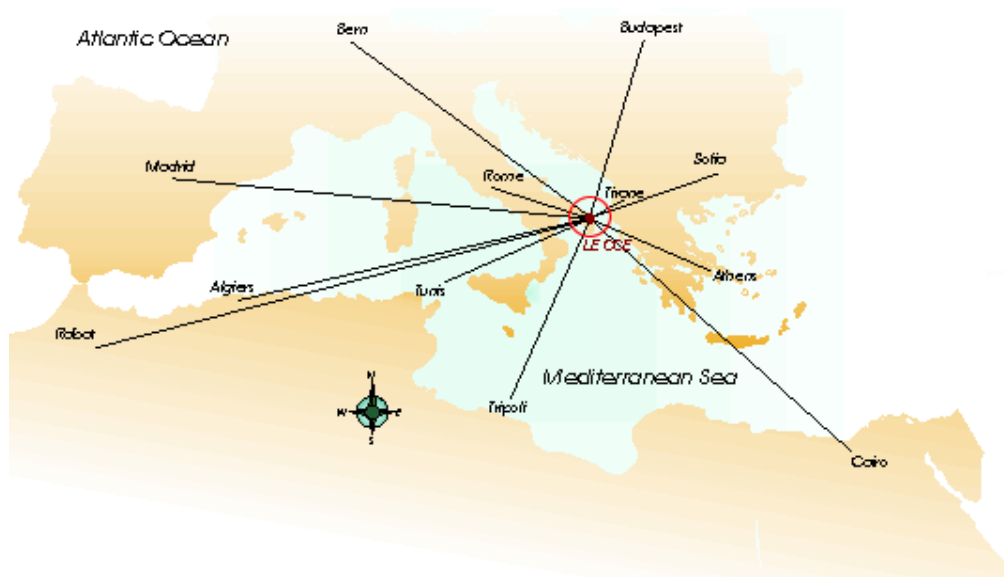 Atlantic Ocean
Bern
Budapest
Madrid
Rome
Sofia
Tirane
LECCE
Algiers
Tunis
Athens
Rabat
Mediterranean Sea
N
W
E
S
Tripoli
Cairo